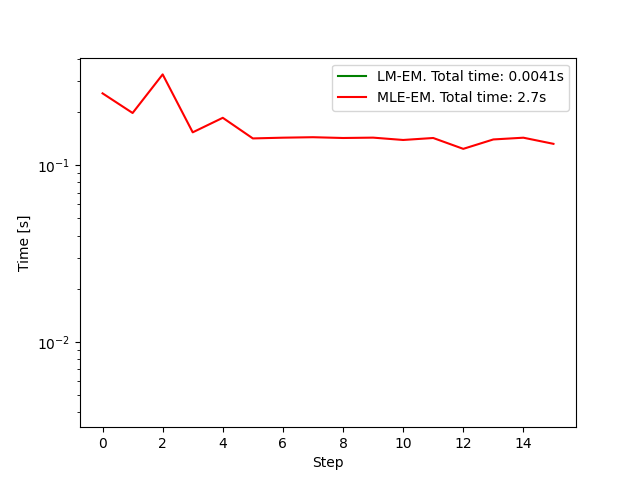 LM-EM. Total time: 0.0041s
MLE-EM. Total time: 2.7s
10⁻¹
10⁻²
Time [s]
0 2 4 6 8 10 12 14
Step